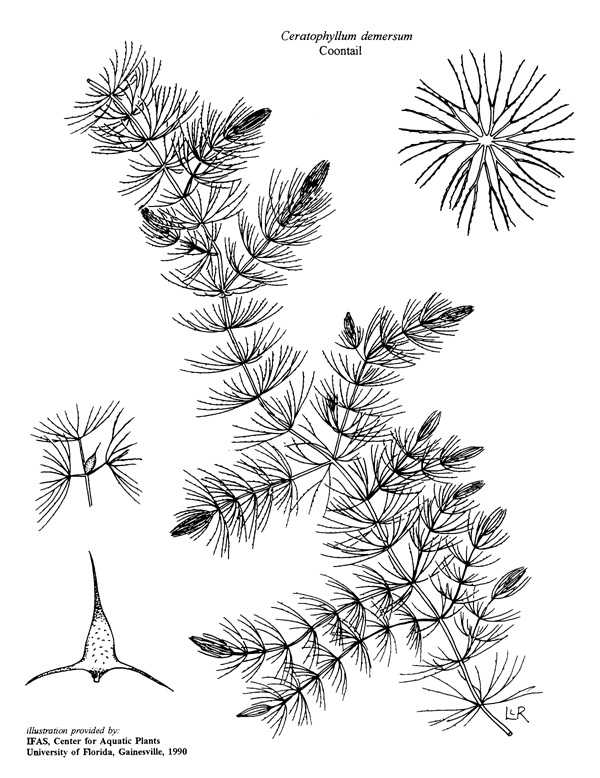 Ceratophyllum demersum
Coontail
LR
illustration provided by:
IFAS, Center for Aquatic Plants
University of Florida, Gainesville, 1990